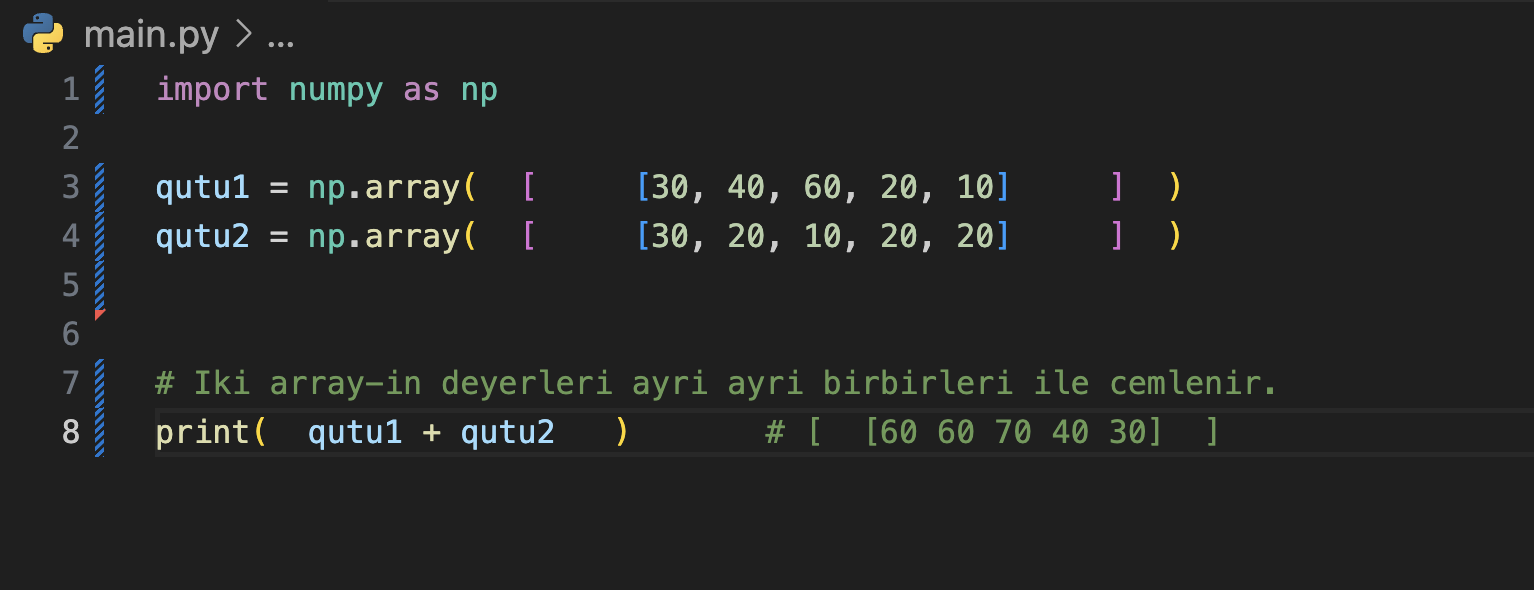 main.py > ...
1 import numpy as np
2
3 qutu1 = np.array(  [     [30, 40, 60, 20, 10]     ]  )
4 qutu2 = np.array(  [     [30, 20, 10, 20, 20]     ]  )
5
6
7 # Iki array-in deyerleri ayri ayri birbirleri ile cemlenir.
8 print(  qutu1 + qutu2   )       # [  [60 60 70 40 30]  ]